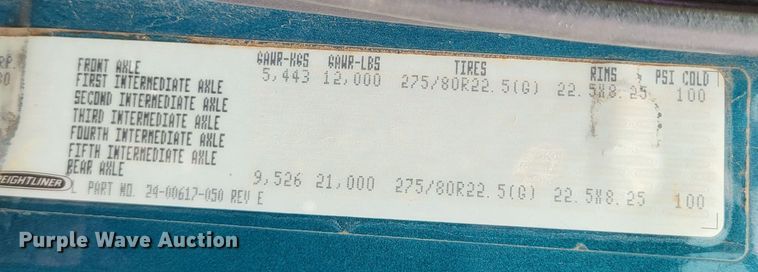 GAWR-KGS GAWR-LBS TIRES RIMS PSI COLD
FRONT AXLE 5,443 12,000 275/80R22.5(G) 22.5X8.25 100
FIRST INTERMEDIATE AXLE
SECOND INTERMEDIATE AXLE
THIRD INTERMEDIATE AXLE
FOURTH INTERMEDIATE AXLE
FIFTH INTERMEDIATE AXLE
REAR AXLE 9,526 21,000 275/80R22.5(G) 22.5X8.25 100
EIGHTLINER
PART NO. 24-00617-050 REV E
Purple Wave Auction